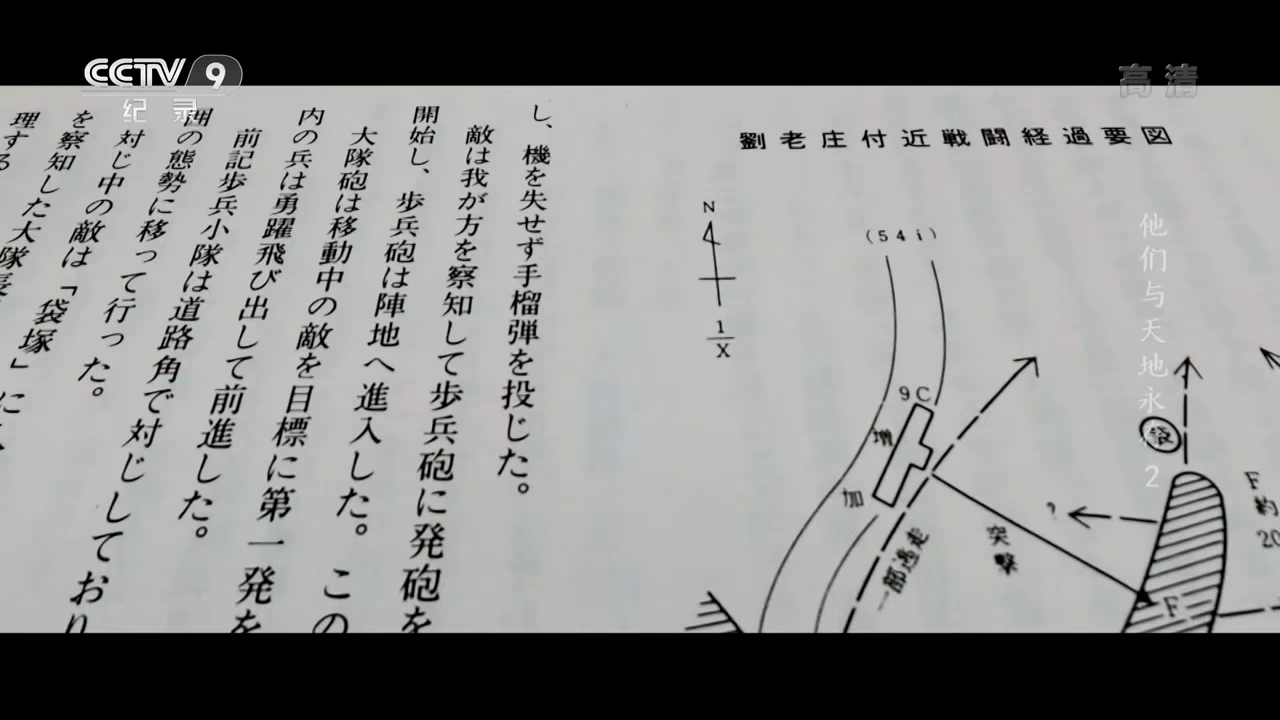 CCTV 9
纪录
高清
劉老庄付近戦闘経過要図
し、機を失せず手榴弾を投じた。
敵は我が方を察知して歩兵砲に発砲を
開始し、歩兵砲は陣地へ進入した。
大隊砲は移動中の敵を目標に第一発を
内の兵は勇躍飛び出して前進した。
前記歩兵小隊は道路角で対じしており
の態勢に移って行った。
対じ中の敵は「袋塚」に
を察知した大隊長
理する
N
1
X
(54i)
9C
増
加
一部遁走
突撃
?
袋
F
F
約
20
他们与天地永
2